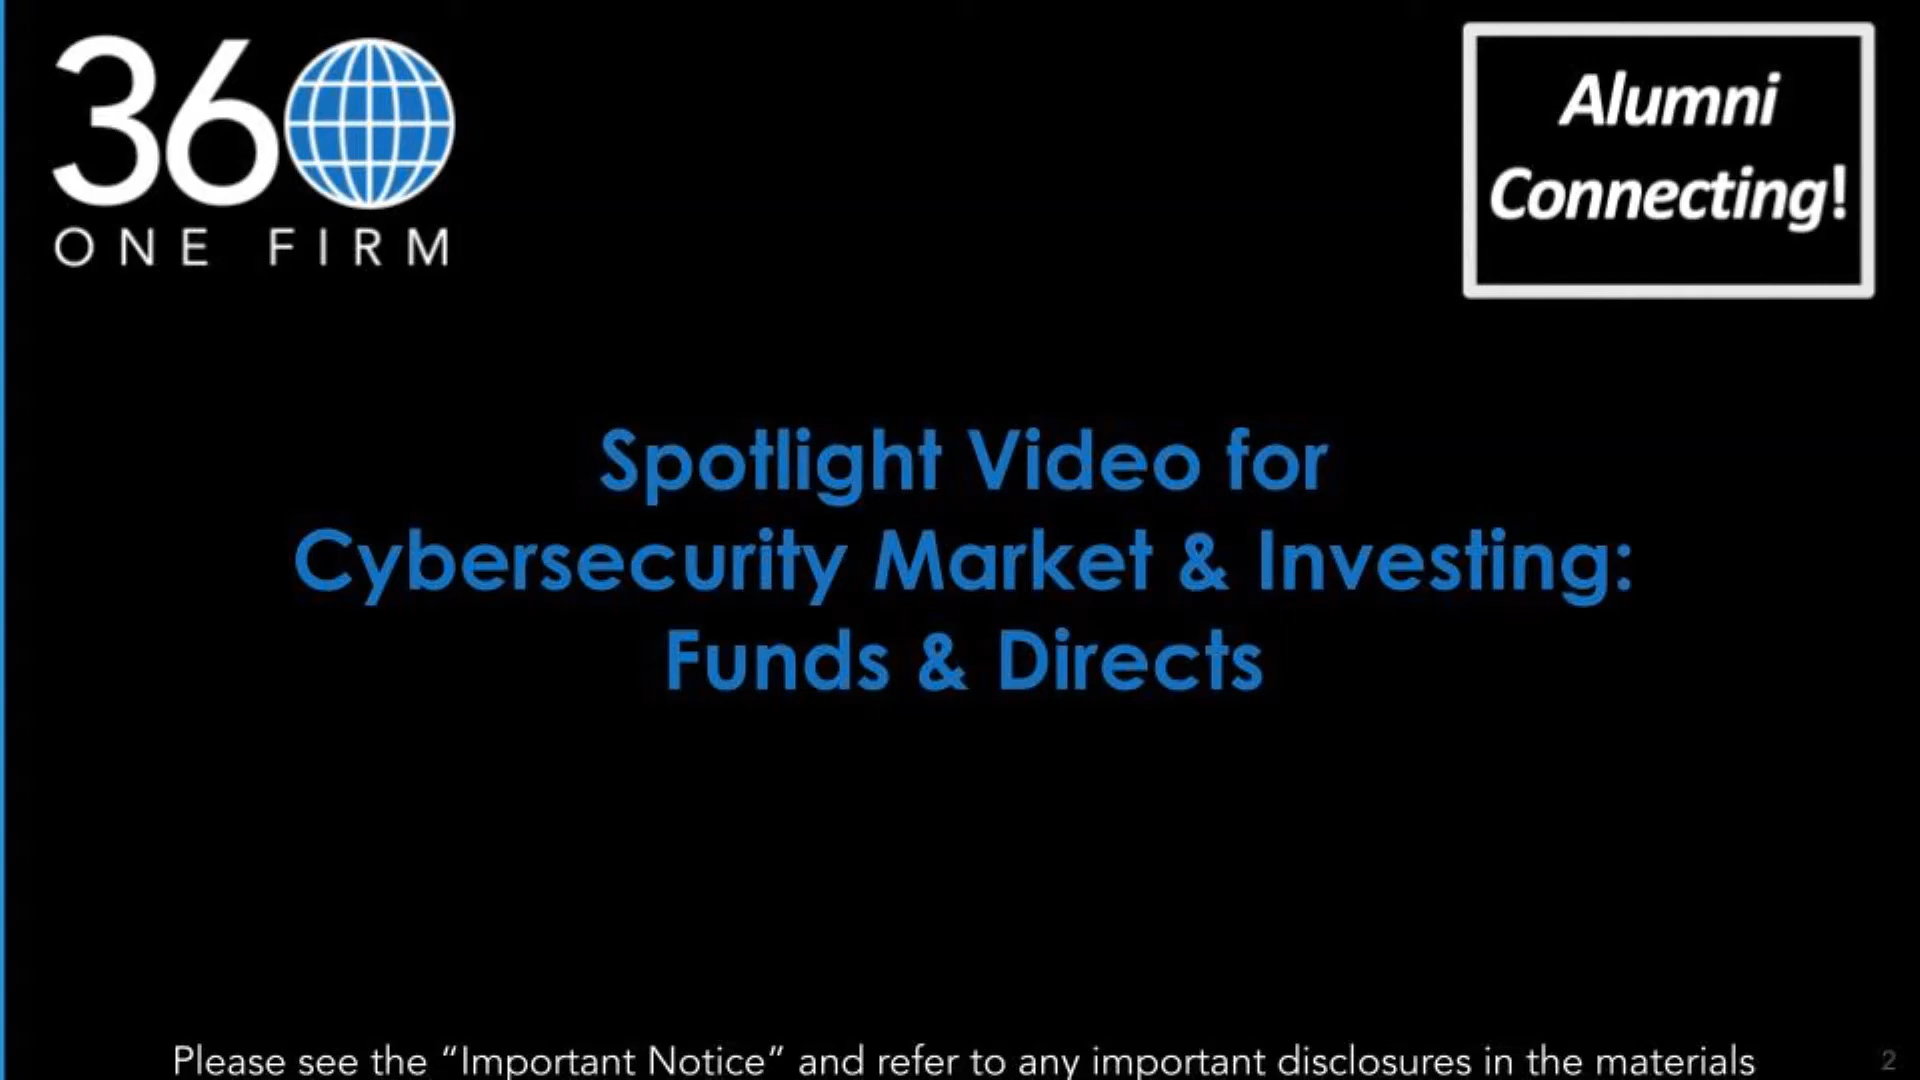 360
ONE FIRM
Alumni
Connecting!
Spotlight Video for
Cybersecurity Market & Investing:
Funds & Directs
Please see the “Important Notice” and refer to any important disclosures in the materials
2